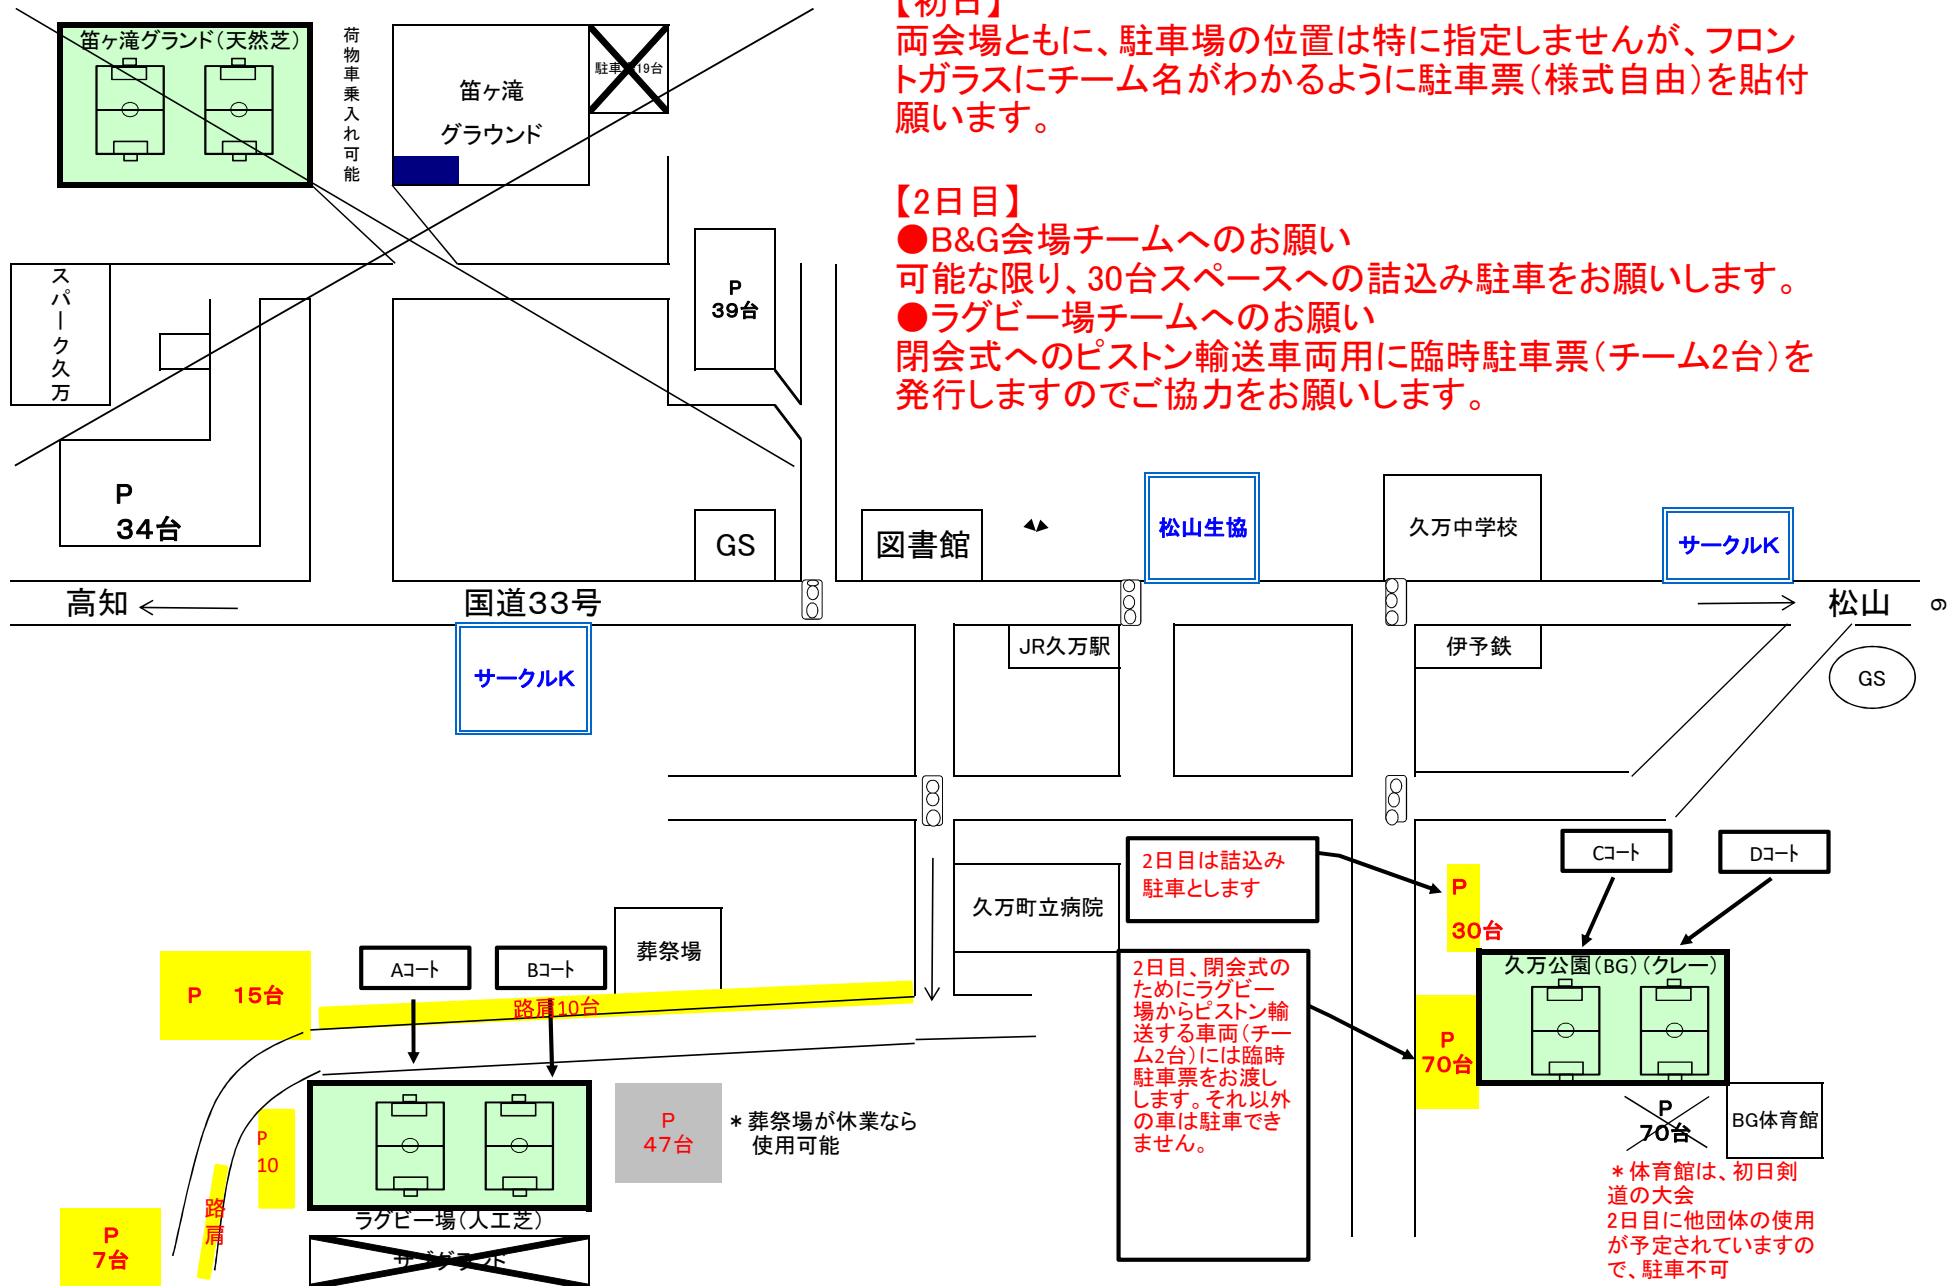 【初日】
両会場ともに、駐車場の位置は特に指定しませんが、フロン
トガラスにチーム名がわかるように駐車票（様式自由）を貼付
願います。
【2日目】
●B&G会場チームへのお願い
可能な限り、30台スペースへの詰込み駐車をお願いします。
●ラグビー場チームへのお願い
閉会式へのピストン輸送車両用に臨時駐車票（チーム2台）を
発行しますのでご協力をお願いします。
笛ヶ滝グランド（天然芝）
荷物車乗入れ可能
笛ヶ滝
グラウンド
スパーク久万
P
39台
P
34台
GS
図書館
松山生協
久万中学校
サークルK
高知
国道33号
松山
6
サークルK
JR久万駅
伊予鉄
GS
2日目は詰込み
駐車とします
Cコート
Dコート
P
30台
久万町立病院
葬祭場
Aコート
Bコート
P 15台
路肩10台
久万公園（BG）（クレー）
2日目、閉会式の
ためにラグビー
場からピストン輸
送する車両（チー
ム2台）には臨時
駐車票をお渡し
します。それ以外
の車は駐車でき
ません。
P
70台
P
70台
BG体育館
P
47台
＊葬祭場が休業なら
使用可能
P
10
路肩
P
7台
ラグビー場（人工芝）
サブグランド
＊体育館は、初日剣
道の大会
2日目に他団体の使用
が予定されていますの
で、駐車不可